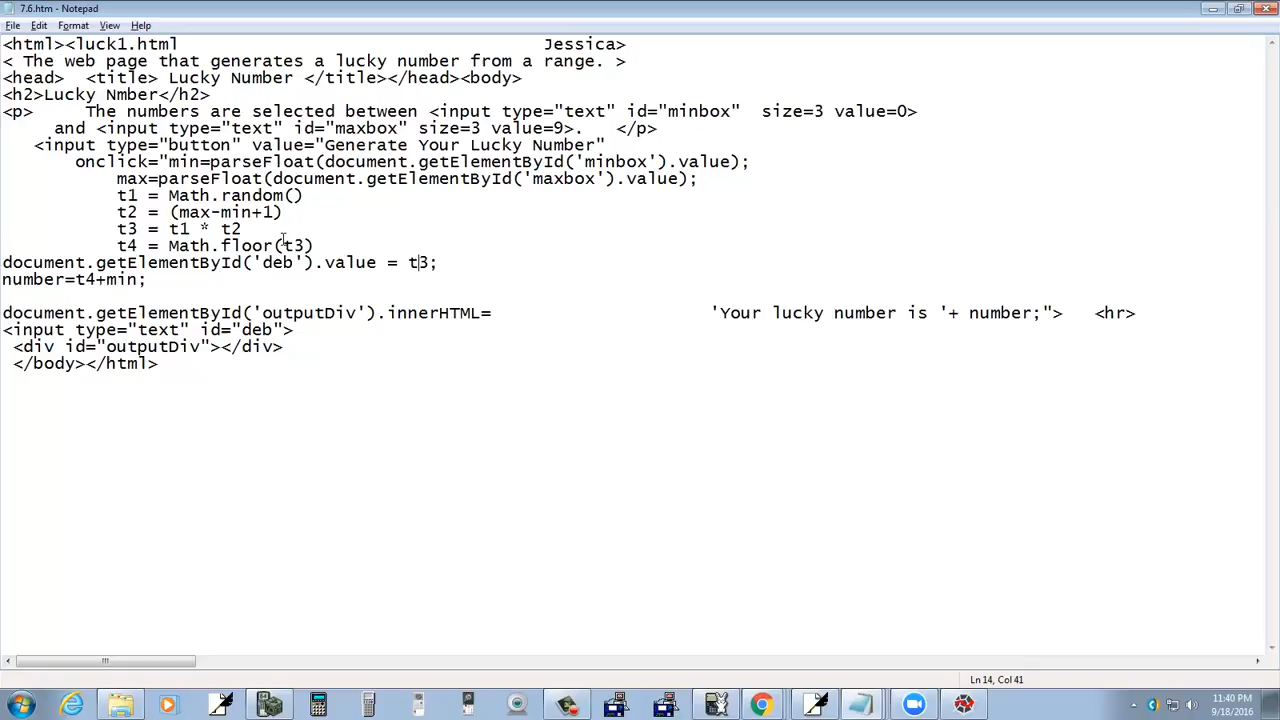 7.6.htm - Notepad
File Edit Format View Help
<html><luck1.html Jessica>
< The web page that generates a lucky number from a range. >
<head> <title> Lucky Number </title></head><body>
<h2>Lucky Nmber</h2>
<p> The numbers are selected between <input type="text" id="minbox" size=3 value=0>
and <input type="text" id="maxbox" size=3 value=9>. </p>
<input type="button" value="Generate Your Lucky Number"
onclick="min=parseFloat(document.getElementById('minbox').value);
max=parseFloat(document.getElementById('maxbox').value);
t1 = Math.random()
t2 = (max-min+1)
t3 = t1 * t2
t4 = Math.floor(t3)
document.getElementById('deb').value = t3;
number=t4+min;
document.getElementById('outputDiv').innerHTML= 'Your lucky number is '+ number;"> <hr>
<input type="text" id="deb">
<div id="outputDiv"></div>
</body></html>
Ln 14, Col 41
11:40 PM
9/18/2016